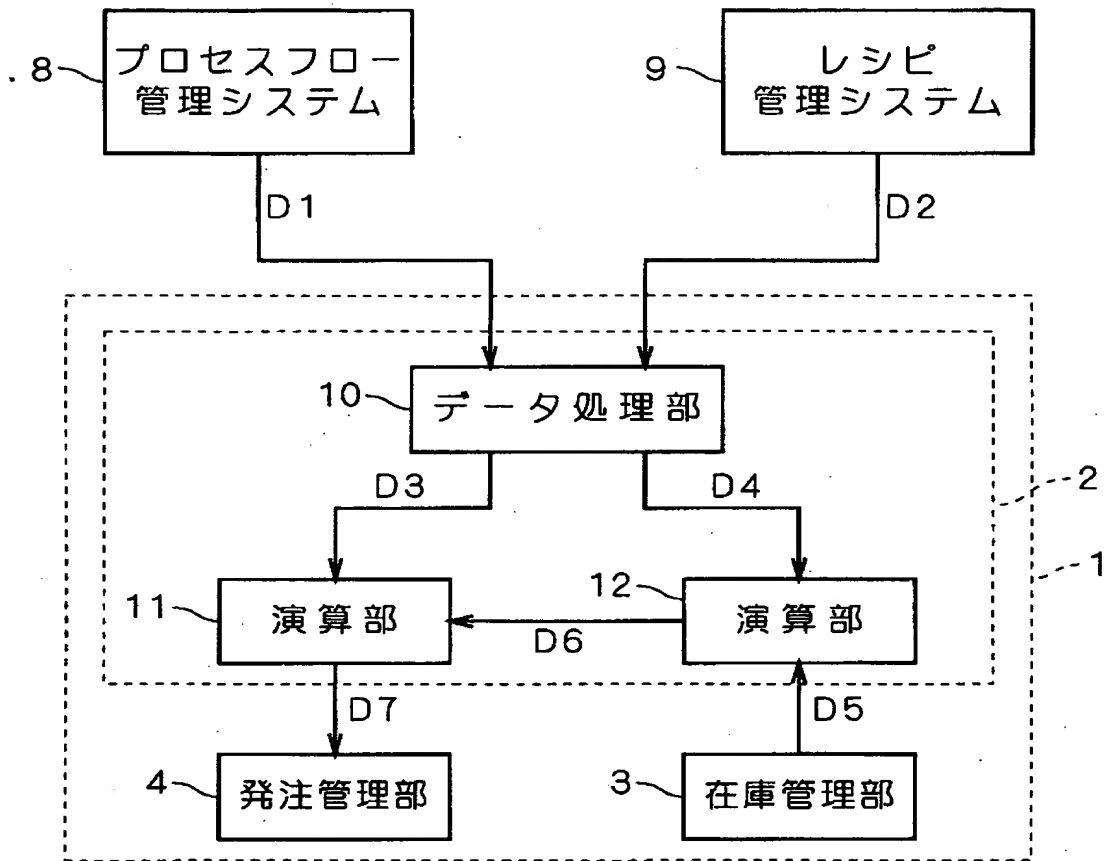 8
プロセスフロー
管理システム
9
レシピ
管理システム
D1
D2
10
データ処理部
D3
D4
2
1
11
演算部
12
演算部
D6
D7
D5
4
発注管理部
3
在庫管理部